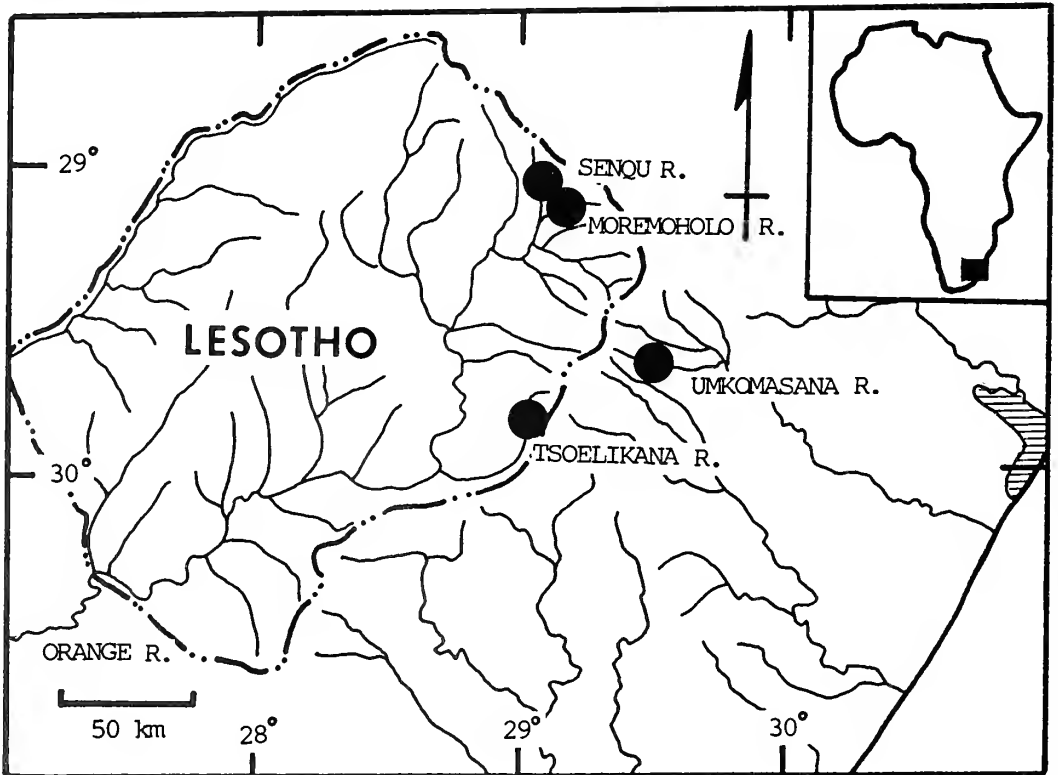 29°
SENQU R.
MOREMOHOLO R.
LESOTHO
UMKOMASANA R.
30°
TSOELIKANA R.
ORANGE R.
50 km
28°
29°
30°